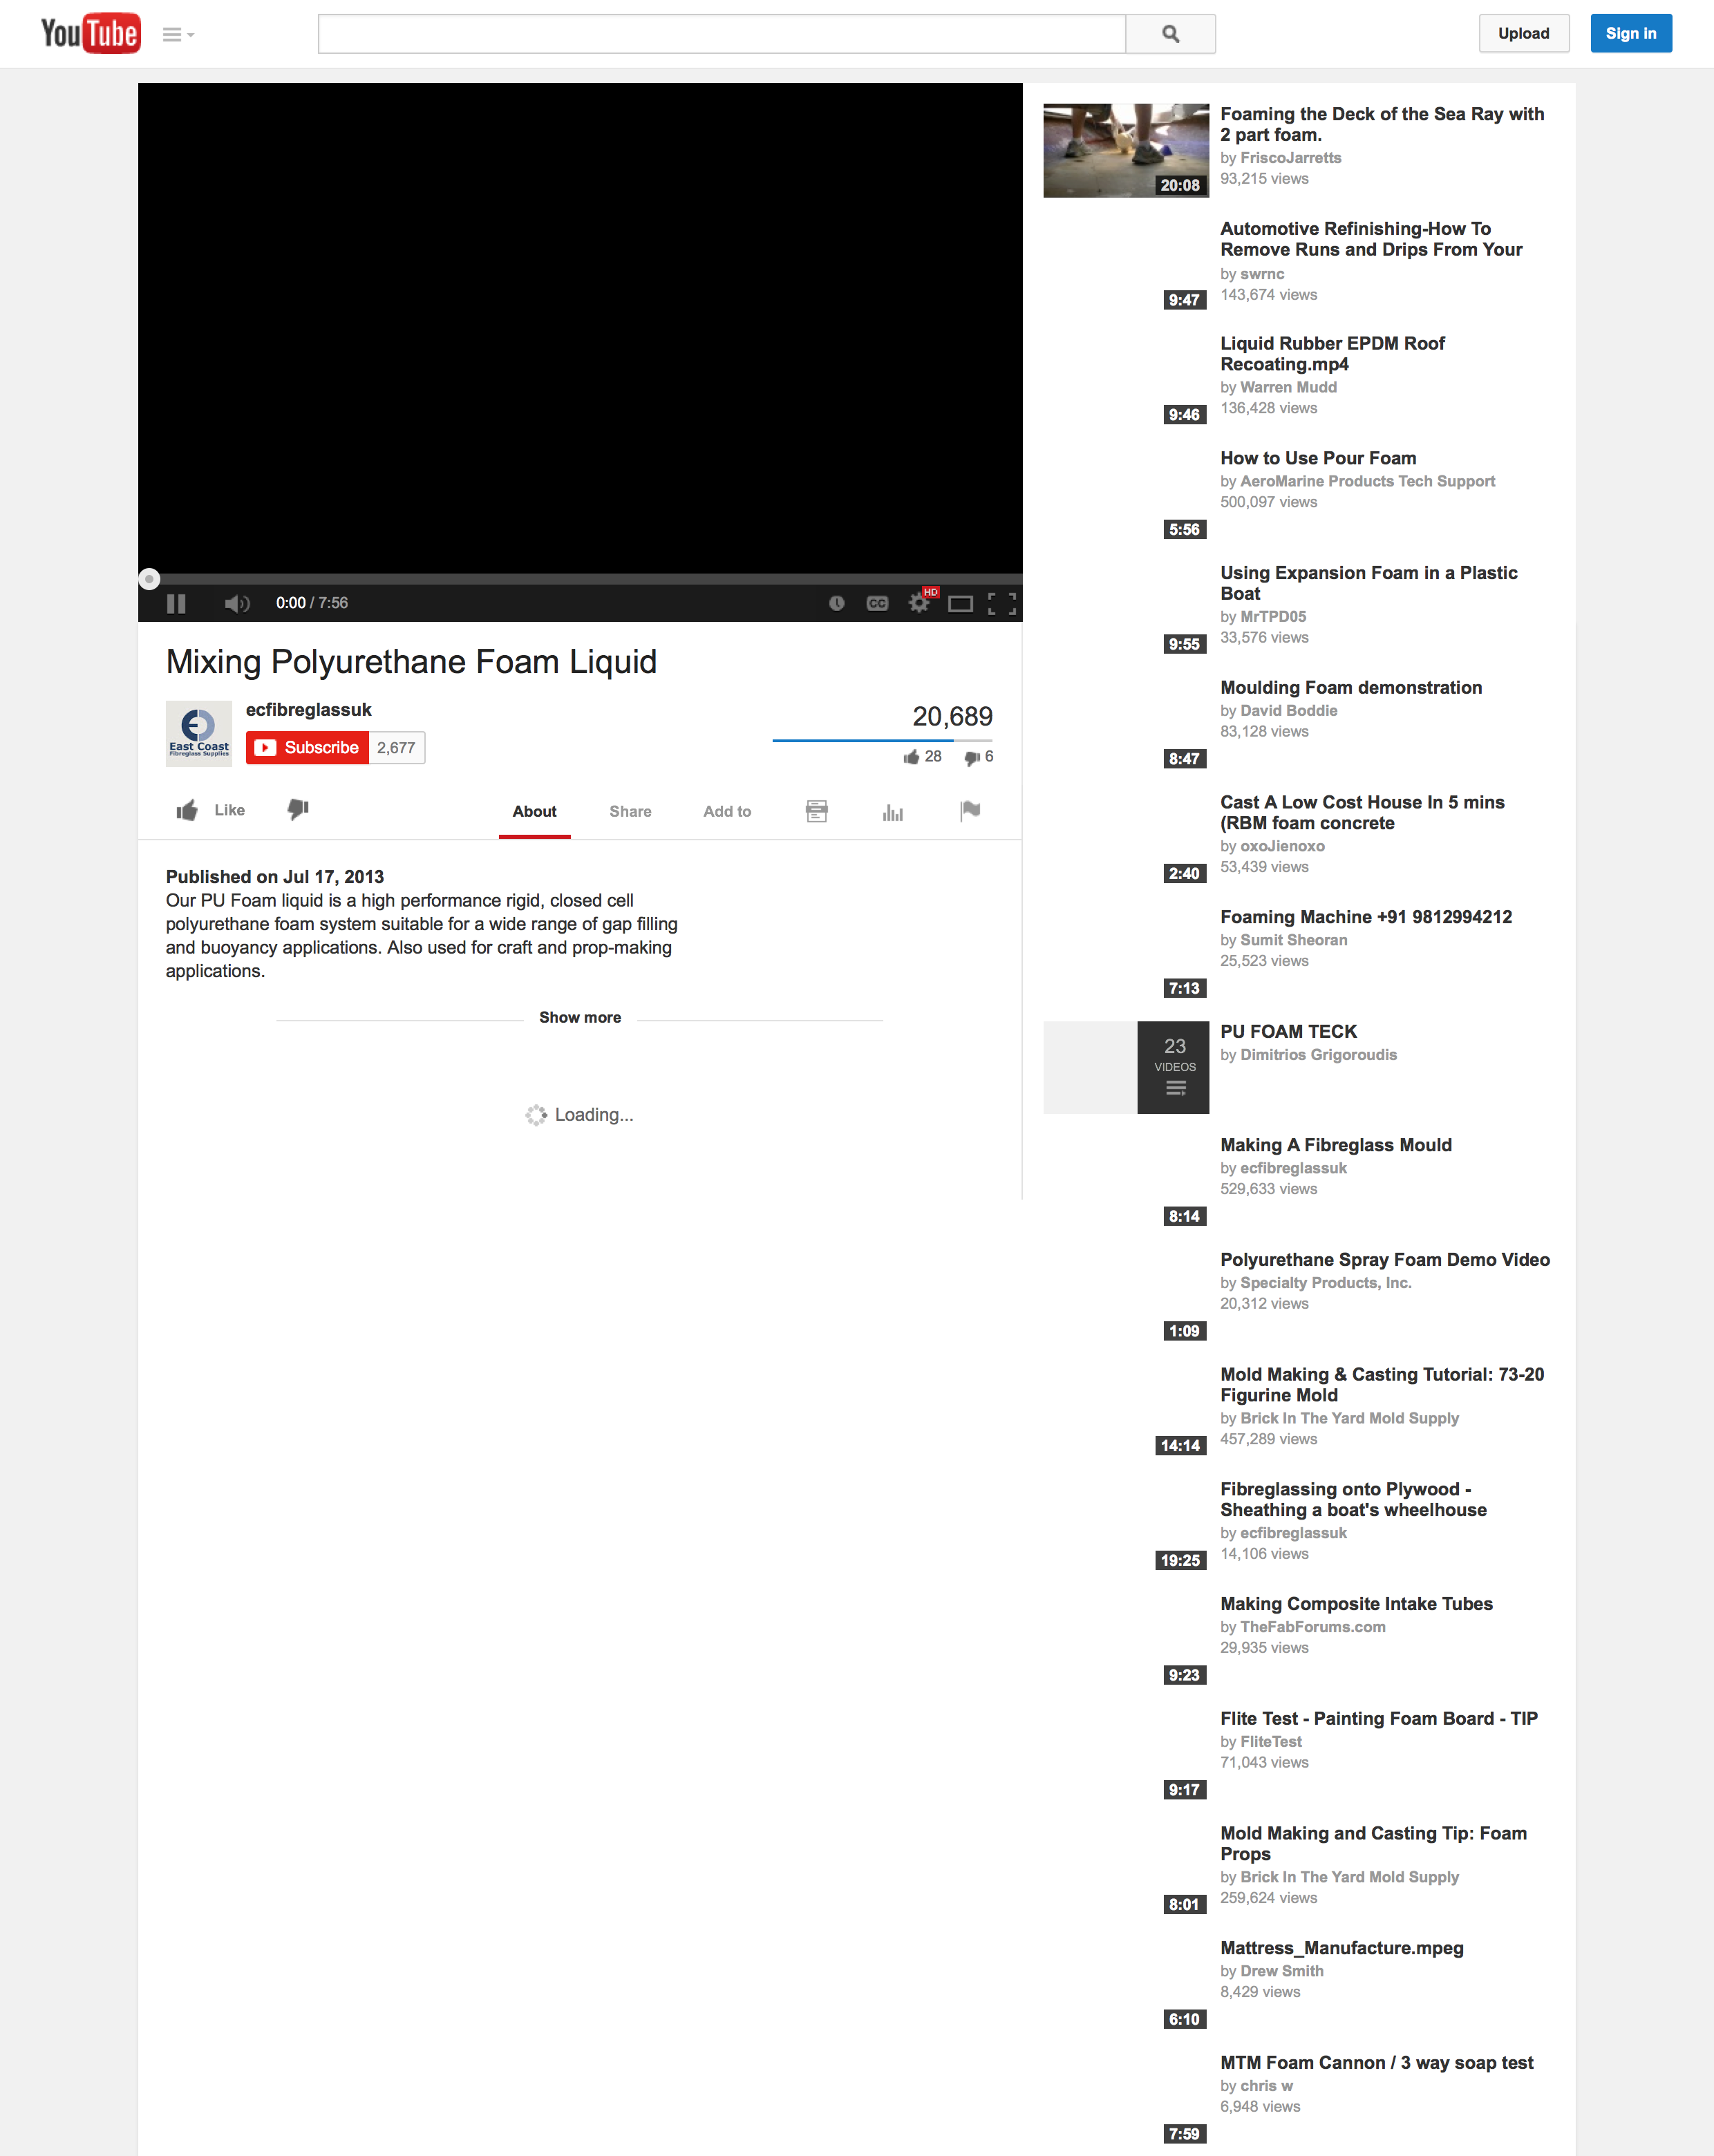 YouTube
Upload
Sign in
HD
CC
0:00 / 7:56
Mixing Polyurethane Foam Liquid
East Coast
Fibreglass Supplies
ecfibreglassuk
Subscribe 2,677
20,689
28 6
Like
About
Share
Add to
Published on Jul 17, 2013
Our PU Foam liquid is a high performance rigid, closed cell
polyurethane foam system suitable for a wide range of gap filling
and buoyancy applications. Also used for craft and prop-making
applications.
Show more
Loading...
20:08
Foaming the Deck of the Sea Ray with
2 part foam.
by FriscoJarretts
93,215 views
9:47
Automotive Refinishing-How To
Remove Runs and Drips From Your
by swrnc
143,674 views
9:46
Liquid Rubber EPDM Roof
Recoating.mp4
by Warren Mudd
136,428 views
5:56
How to Use Pour Foam
by AeroMarine Products Tech Support
500,097 views
9:55
Using Expansion Foam in a Plastic
Boat
by MrTPD05
33,576 views
8:47
Moulding Foam demonstration
by David Boddie
83,128 views
2:40
Cast A Low Cost House In 5 mins
(RBM foam concrete
by oxoJienoxo
53,439 views
7:13
Foaming Machine +91 9812994212
by Sumit Sheoran
25,523 views
23
VIDEOS
PU FOAM TECK
by Dimitrios Grigoroudis
8:14
Making A Fibreglass Mould
by ecfibreglassuk
529,633 views
1:09
Polyurethane Spray Foam Demo Video
by Specialty Products, Inc.
20,312 views
14:14
Mold Making & Casting Tutorial: 73-20
Figurine Mold
by Brick In The Yard Mold Supply
457,289 views
19:25
Fibreglassing onto Plywood -
Sheathing a boat's wheelhouse
by ecfibreglassuk
14,106 views
9:23
Making Composite Intake Tubes
by TheFabForums.com
29,935 views
9:17
Flite Test - Painting Foam Board - TIP
by FliteTest
71,043 views
8:01
Mold Making and Casting Tip: Foam
Props
by Brick In The Yard Mold Supply
259,624 views
6:10
Mattress_Manufacture.mpeg
by Drew Smith
8,429 views
7:59
MTM Foam Cannon / 3 way soap test
by chris w
6,948 views